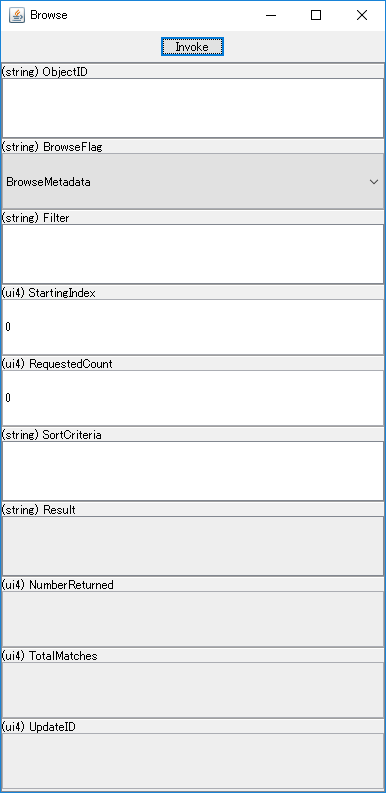 Browse
Invoke
(string) ObjectID
(string) BrowseFlag
BrowseMetadata
(string) Filter
(ui4) StartingIndex
0
(ui4) RequestedCount
0
(string) SortCriteria
(string) Result
(ui4) NumberReturned
(ui4) TotalMatches
(ui4) UpdateID